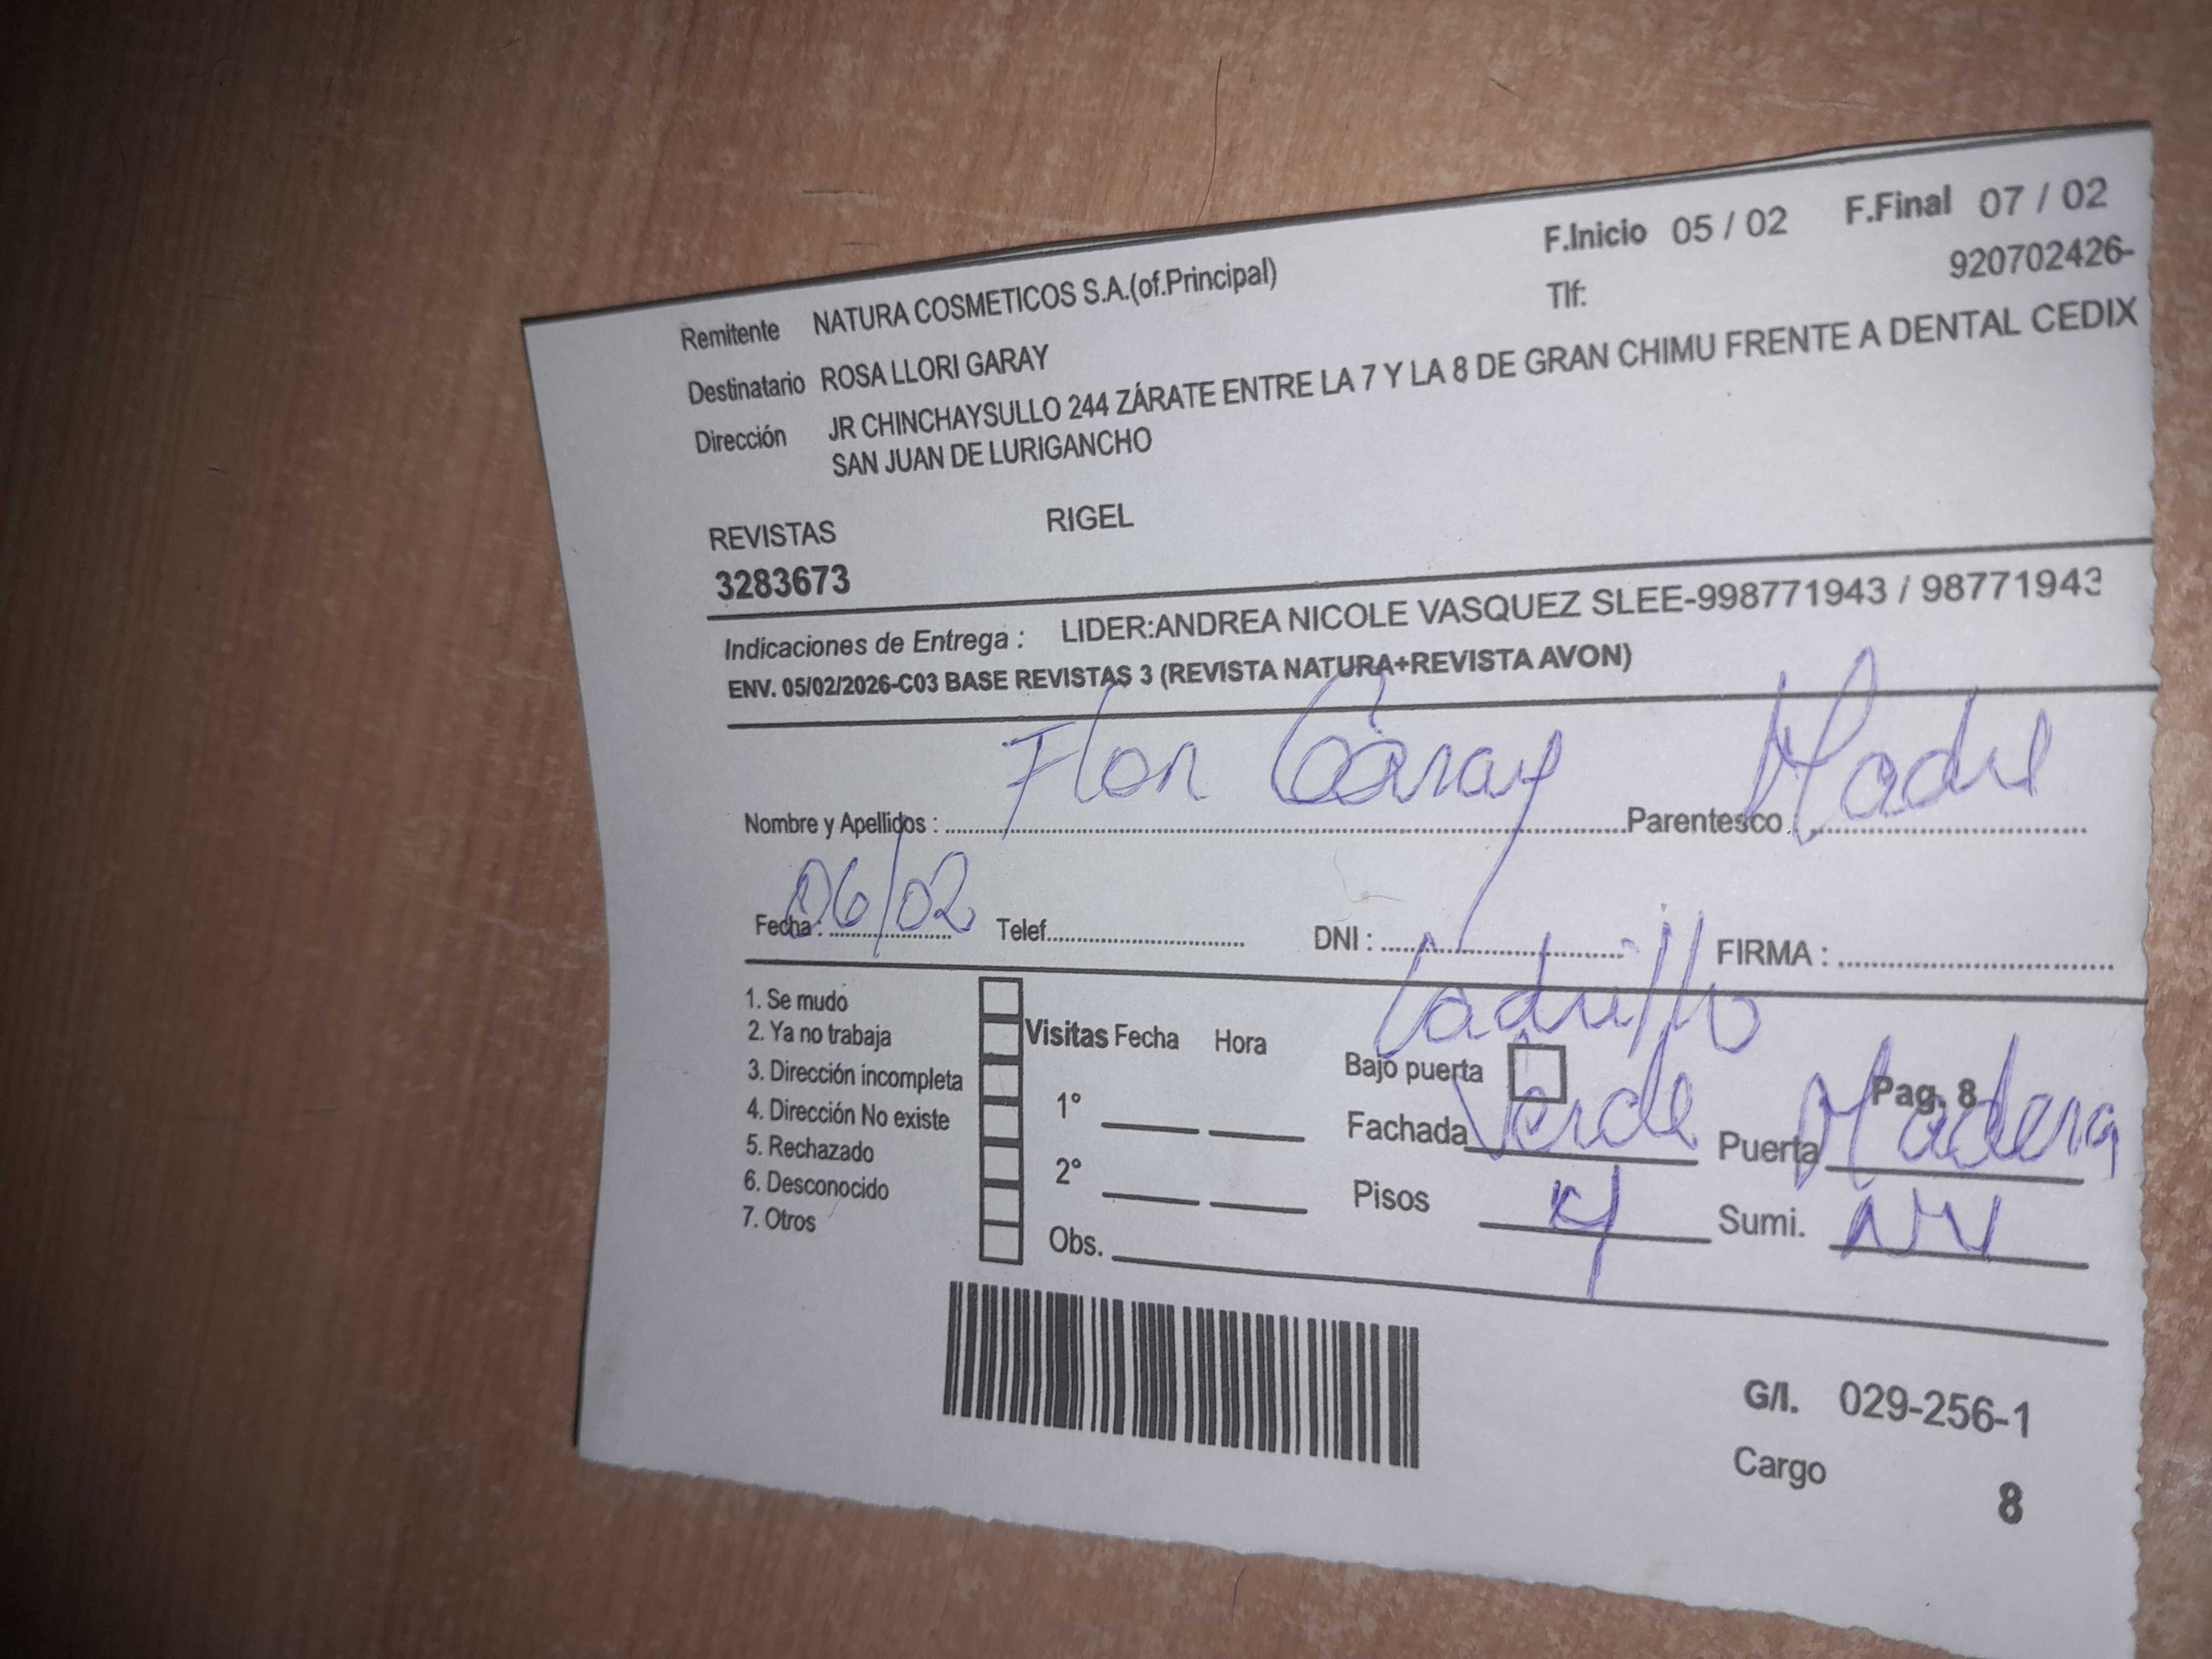 F.Inicio 05 / 02 F.Final 07 / 02
Remitente NATURA COSMETICOS S.A.(of.Principal) Tlf: 920702426-
Destinatario ROSA LLORI GARAY
Dirección JR CHINCHAYSULLO 244 ZÁRATE ENTRE LA 7 Y LA 8 DE GRAN CHIMU FRENTE A DENTAL CEDIX
SAN JUAN DE LURIGANCHO
REVISTAS RIGEL
3283673
Indicaciones de Entrega : LIDER:ANDREA NICOLE VASQUEZ SLEE-998771943 / 98771943
ENV. 05/02/2026-C03 BASE REVISTAS 3 (REVISTA NATURA+REVISTA AVON)
Nombre y Apellidos : Flor Garay Parentesco Madre
Fecha : 06/02 Telef. DNI : FIRMA :
1. Se mudo
2. Ya no trabaja
3. Dirección incompleta
4. Dirección No existe
5. Rechazado
6. Desconocido
7. Otros
Visitas Fecha Hora
1°
2°
Obs.
Ladrillo
Bajo puerta Pag. 8
Fachada Verde Puerta Madera
Pisos 4 Sumi. NV
G/I. 029-256-1
Cargo
8